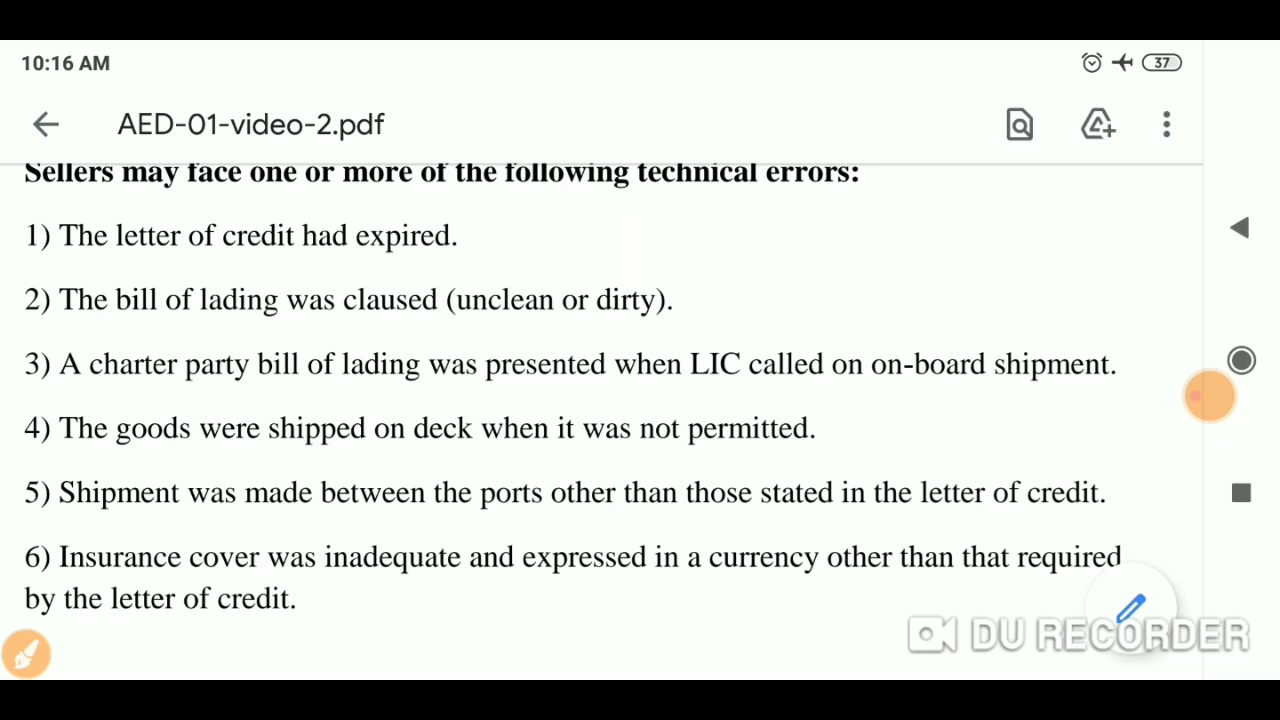 10:16 AM
37
AED-01-video-2.pdf
Sellers may face one or more of the following technical errors:
1) The letter of credit had expired.
2) The bill of lading was claused (unclean or dirty).
3) A charter party bill of lading was presented when LIC called on on-board shipment.
4) The goods were shipped on deck when it was not permitted.
5) Shipment was made between the ports other than those stated in the letter of credit.
6) Insurance cover was inadequate and expressed in a currency other than that required
by the letter of credit.
DU RECORDER